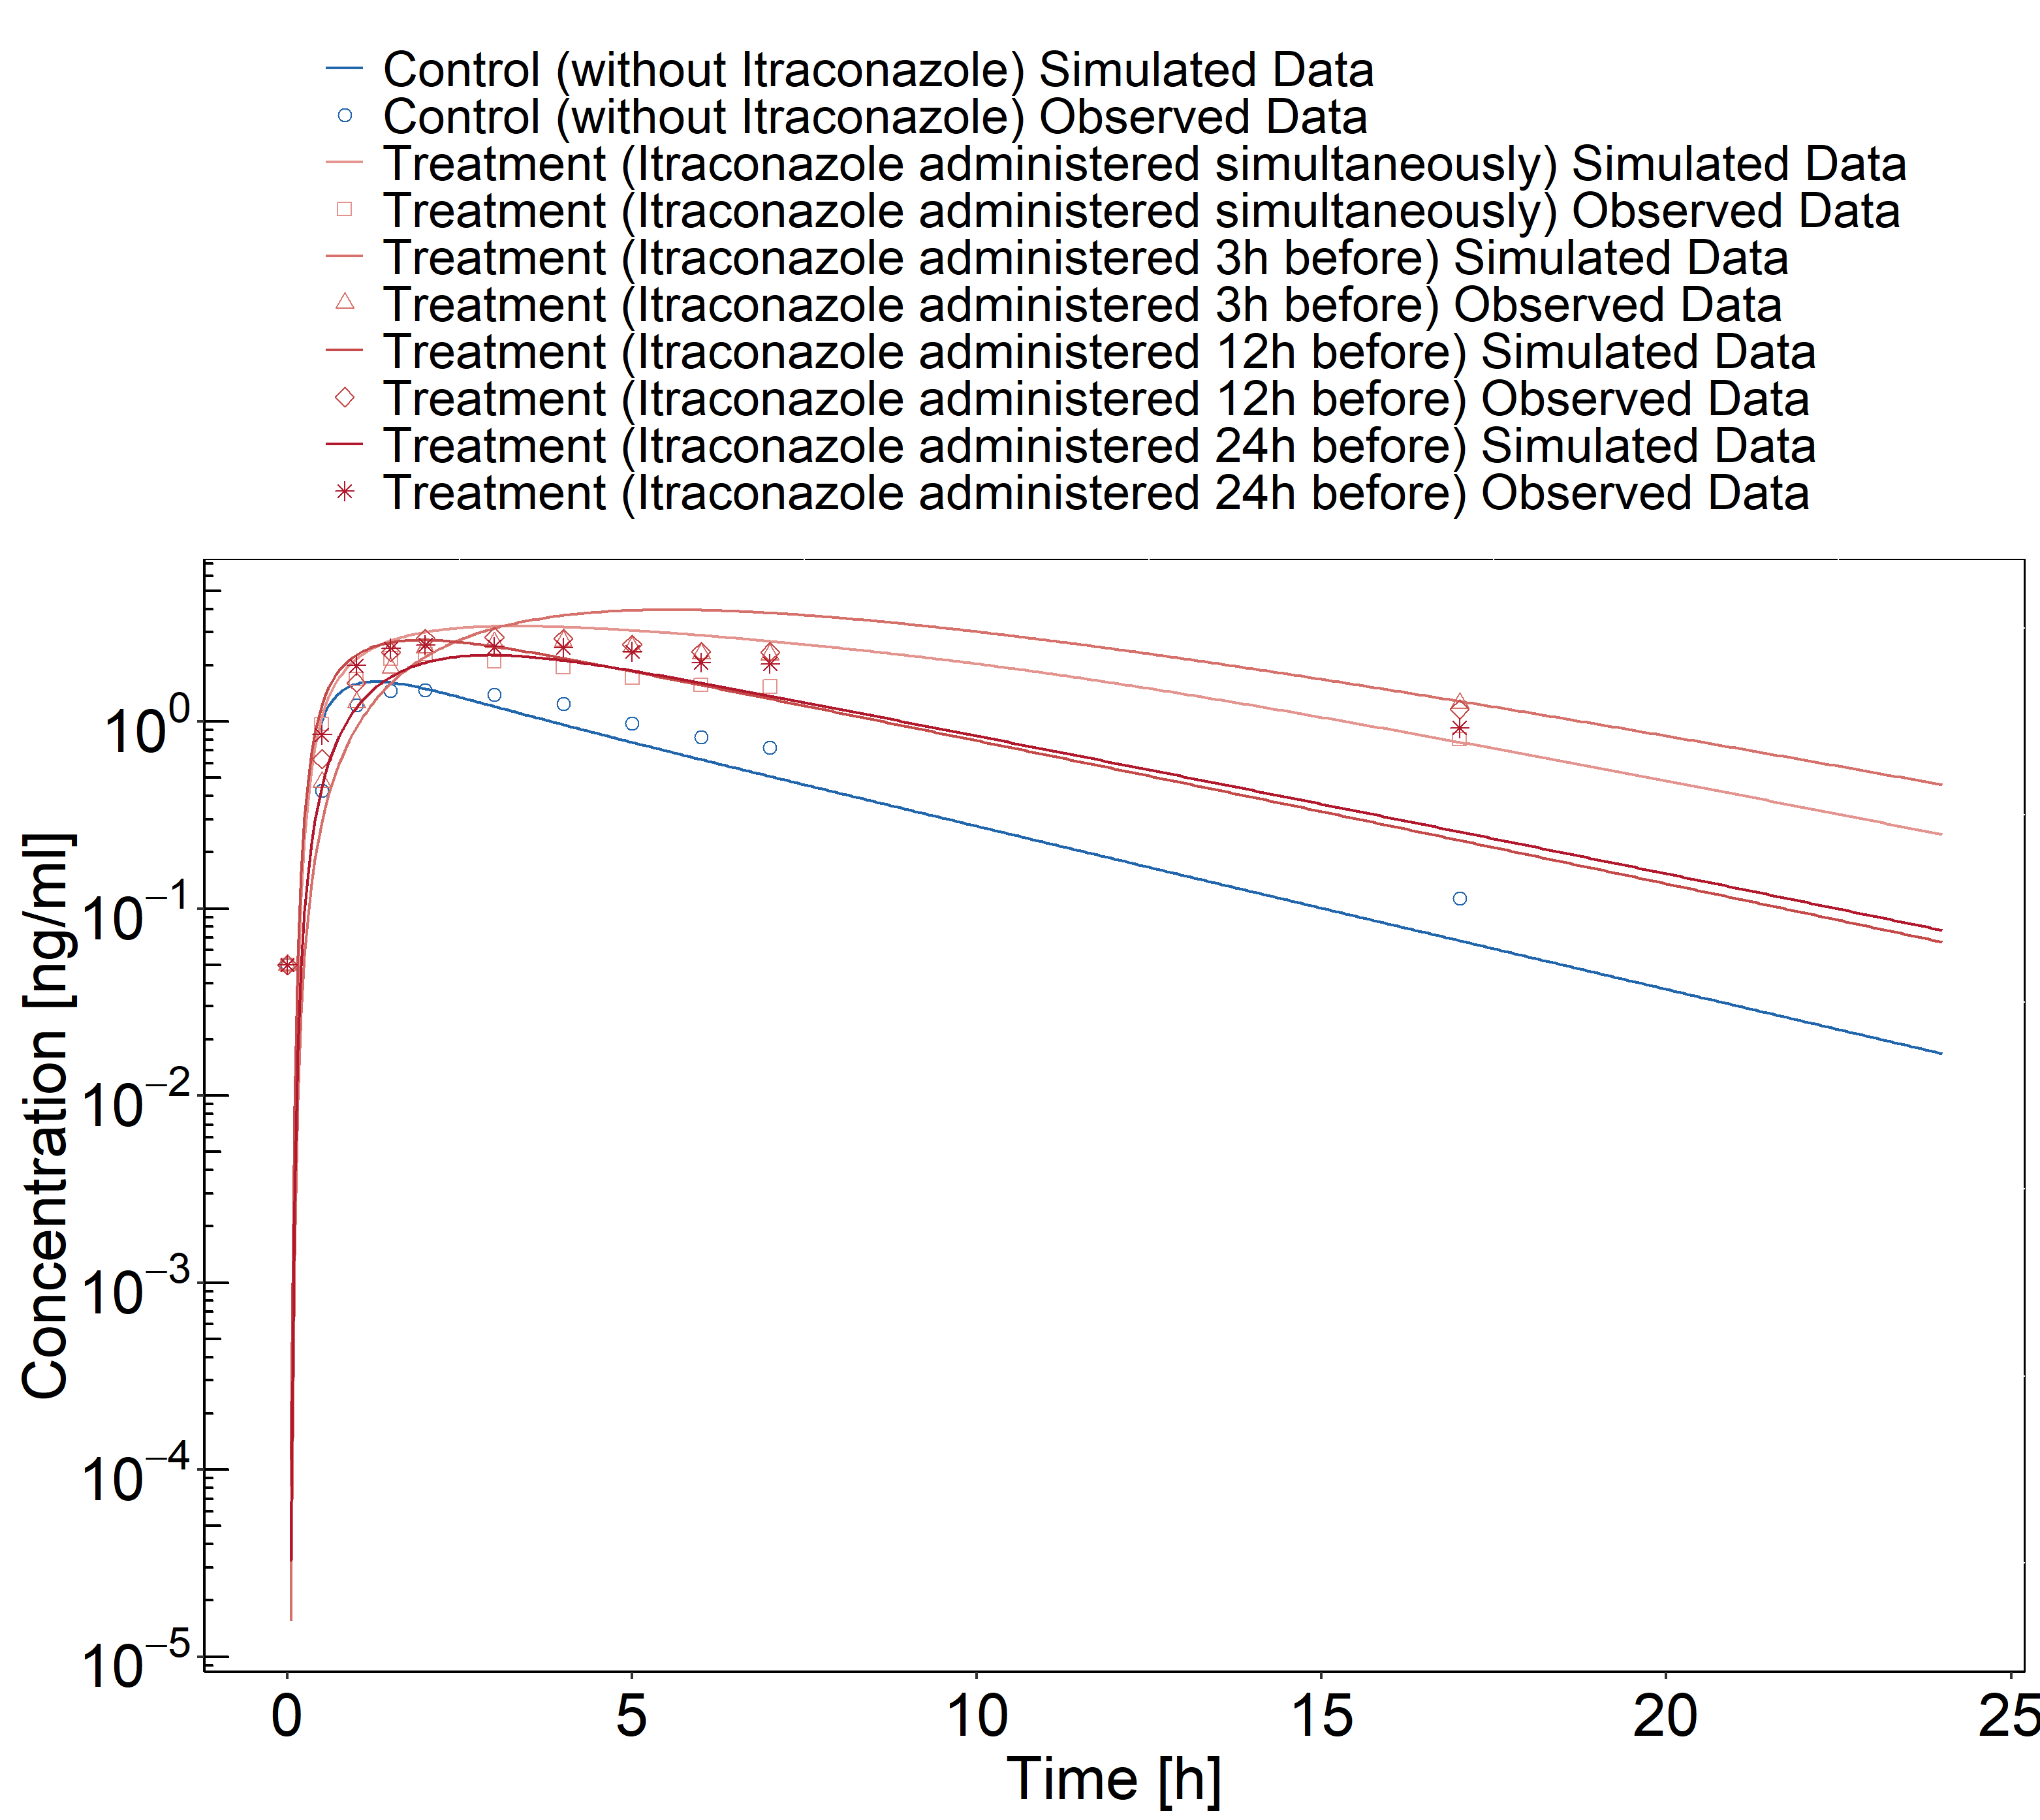 Control (without Itraconazole) Simulated Data
Control (without Itraconazole) Observed Data
Treatment (Itraconazole administered simultaneously) Simulated Data
Treatment (Itraconazole administered simultaneously) Observed Data
Treatment (Itraconazole administered 3h before) Simulated Data
Treatment (Itraconazole administered 3h before) Observed Data
Treatment (Itraconazole administered 12h before) Simulated Data
Treatment (Itraconazole administered 12h before) Observed Data
Treatment (Itraconazole administered 24h before) Simulated Data
Treatment (Itraconazole administered 24h before) Observed Data
Concentration [ng/ml]
10⁰
10⁻¹
10⁻²
10⁻³
10⁻⁴
10⁻⁵
0 5 10 15 20 25
Time [h]